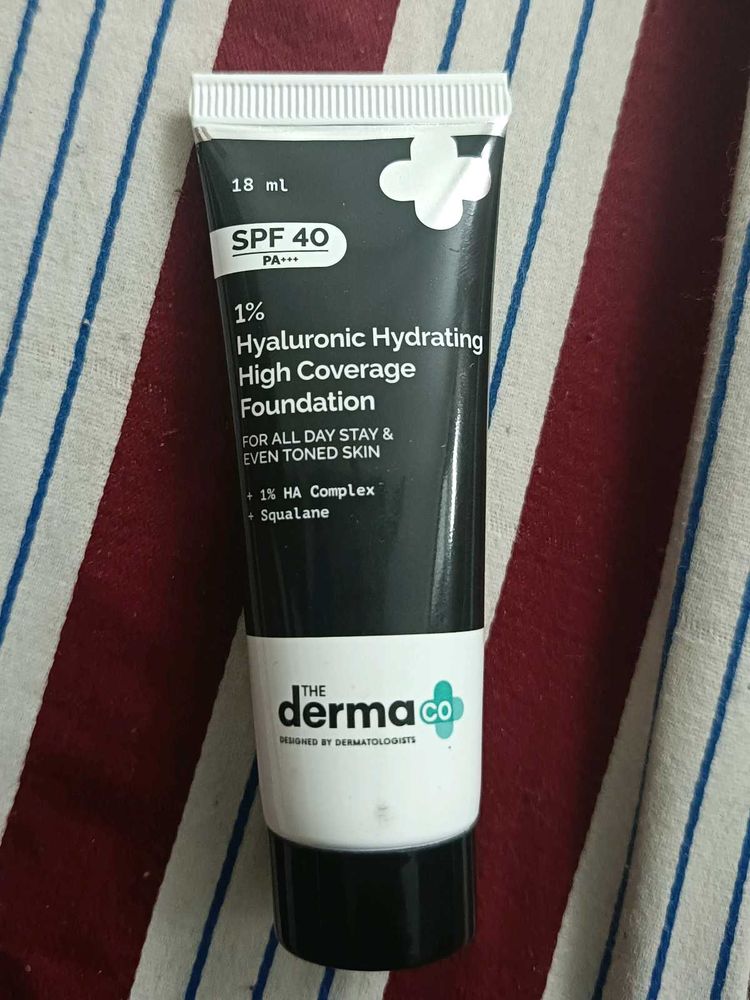 18 ml
SPF 40
PA+++
1%
Hyaluronic Hydrating
High Coverage
Foundation
FOR ALL DAY STAY &
EVEN TONED SKIN
+ 1% HA Complex
+ Squalane
THE
derma co
DESIGNED BY DERMATOLOGISTS